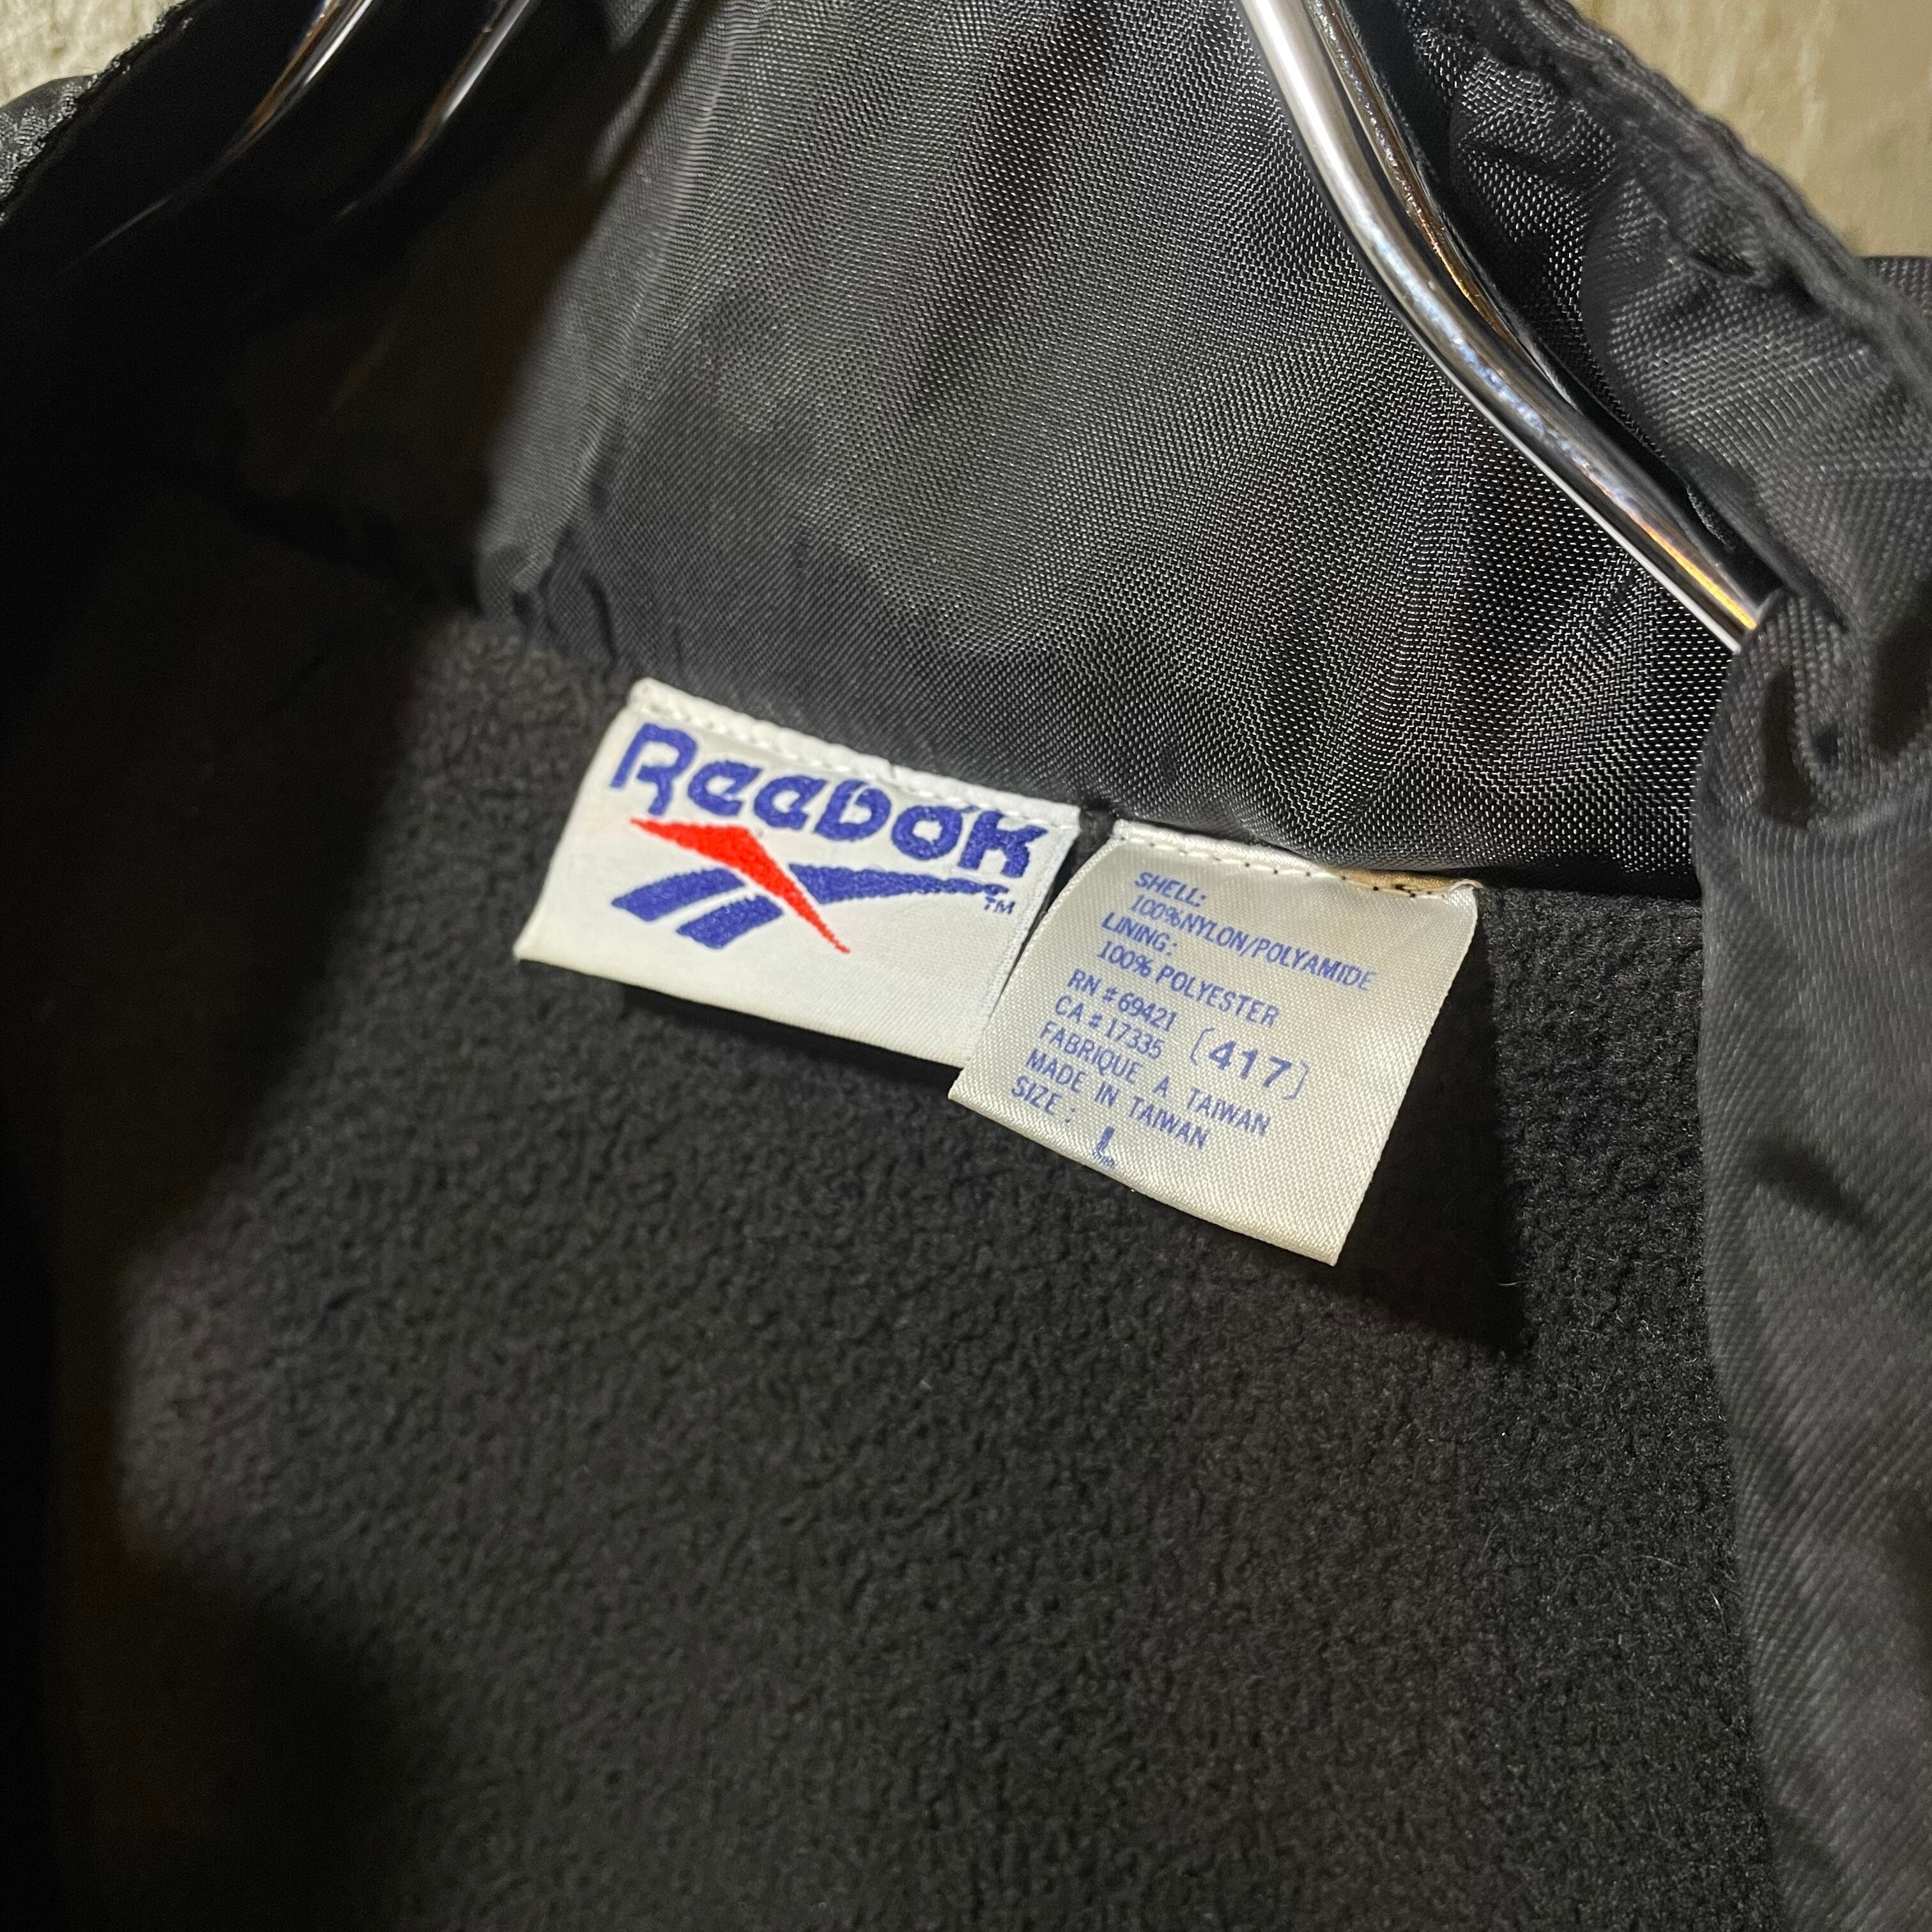 Reebok
TM
SHELL:
100%NYLON/POLYAMIDE
LINING:
100% POLYESTER
RN #69421
CA #17335 (417)
FABRIQUE A TAIWAN
MADE IN TAIWAN
SIZE: L